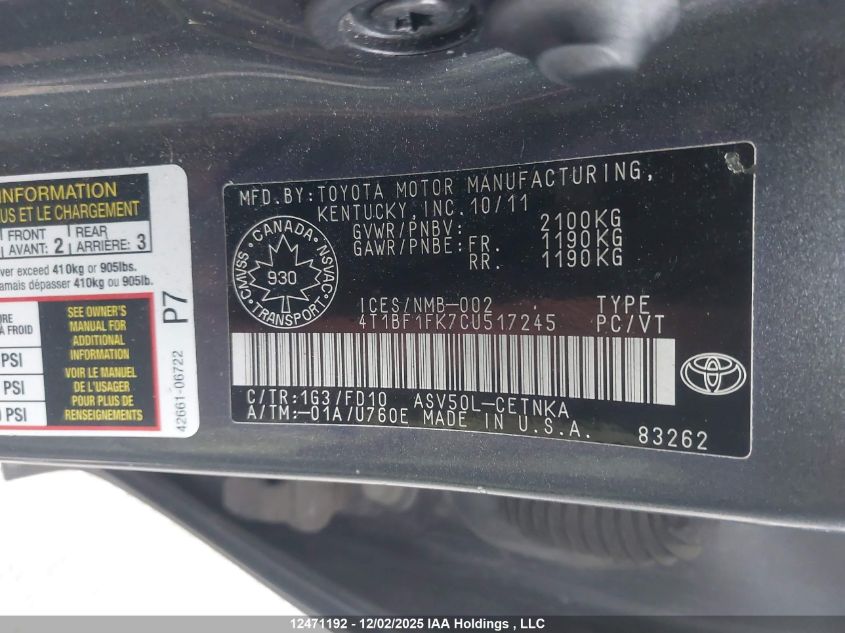 INFORMATION
US ET LE CHARGEMENT
FRONT
AVANT: 2
REAR
ARRIÈRE: 3
ver exceed 410kg or 905lbs.
amais dépasser 410kg ou 905lb.
A FROID
PSI
PSI
PSI
SEE OWNER'S
MANUAL FOR
ADDITIONAL
INFORMATION
VOIR LE MANUEL
DE L'USAGER
POUR PLUS DE
RENSEIGNEMENTS
P7
42661-06722
MFD.BY:TOYOTA MOTOR MANUFACTURING,
KENTUCKY,INC.10/11
GVWR/PNBV: 2100KG
GAWR/PNBE:FR. 1190KG
RR. 1190KG
CANADA
CMVSS 930 NSVAC
TRANSPORT
ICES/NMB-002 TYPE
4T1BF1FK7CU517245 PC/VT
C/TR:1G3/FD10 ASV50L-CETNKA
A/TM:-01A/U760E MADE IN U.S.A. 83262
12471192 - 12/02/2025 IAA Holdings , LLC